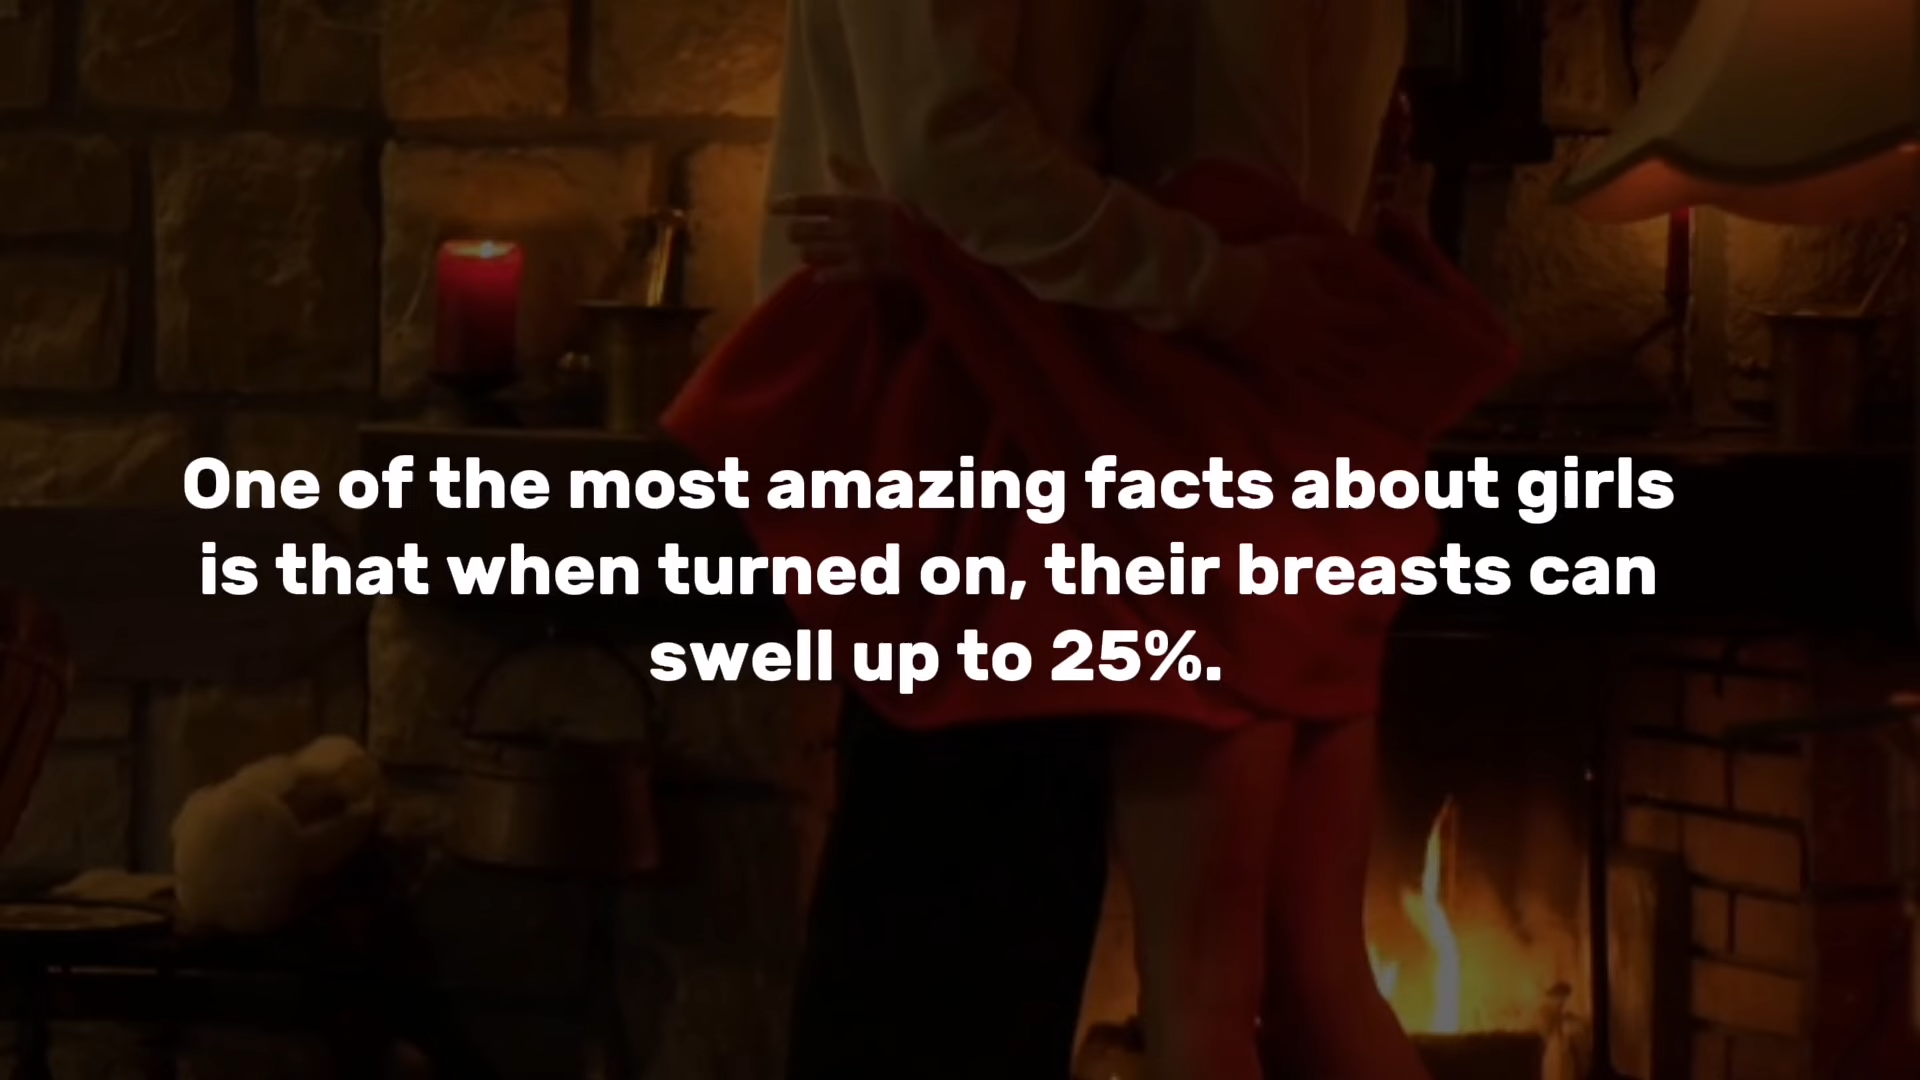 One of the most amazing facts about girls
is that when turned on, their breasts can
swell up to 25%.